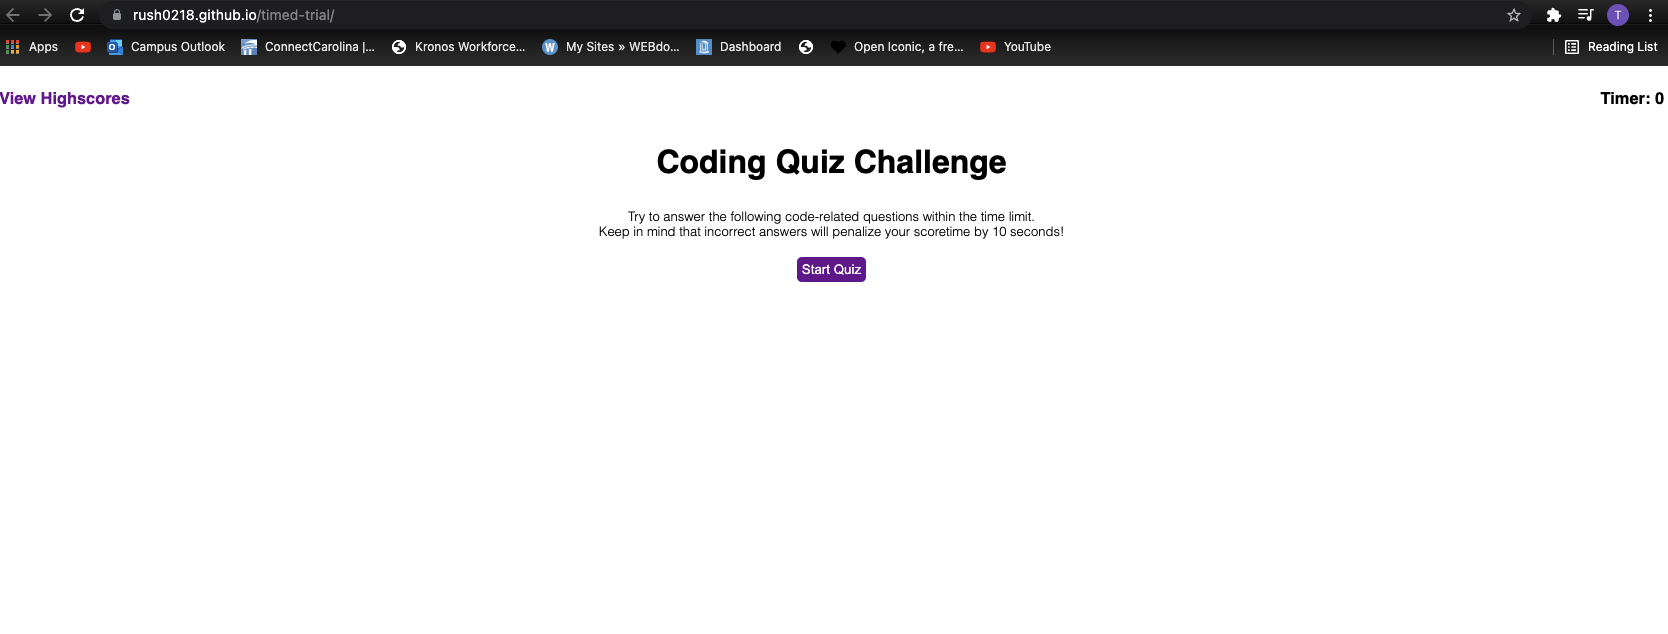 rush0218.github.io/timed-trial/
T
Apps Campus Outlook ConnectCarolina |... Kronos Workforce... W My Sites » WEBdo... Dashboard Open Iconic, a fre... YouTube Reading List
View Highscores Timer: 0
Coding Quiz Challenge
Try to answer the following code-related questions within the time limit.
Keep in mind that incorrect answers will penalize your scoretime by 10 seconds!
Start Quiz